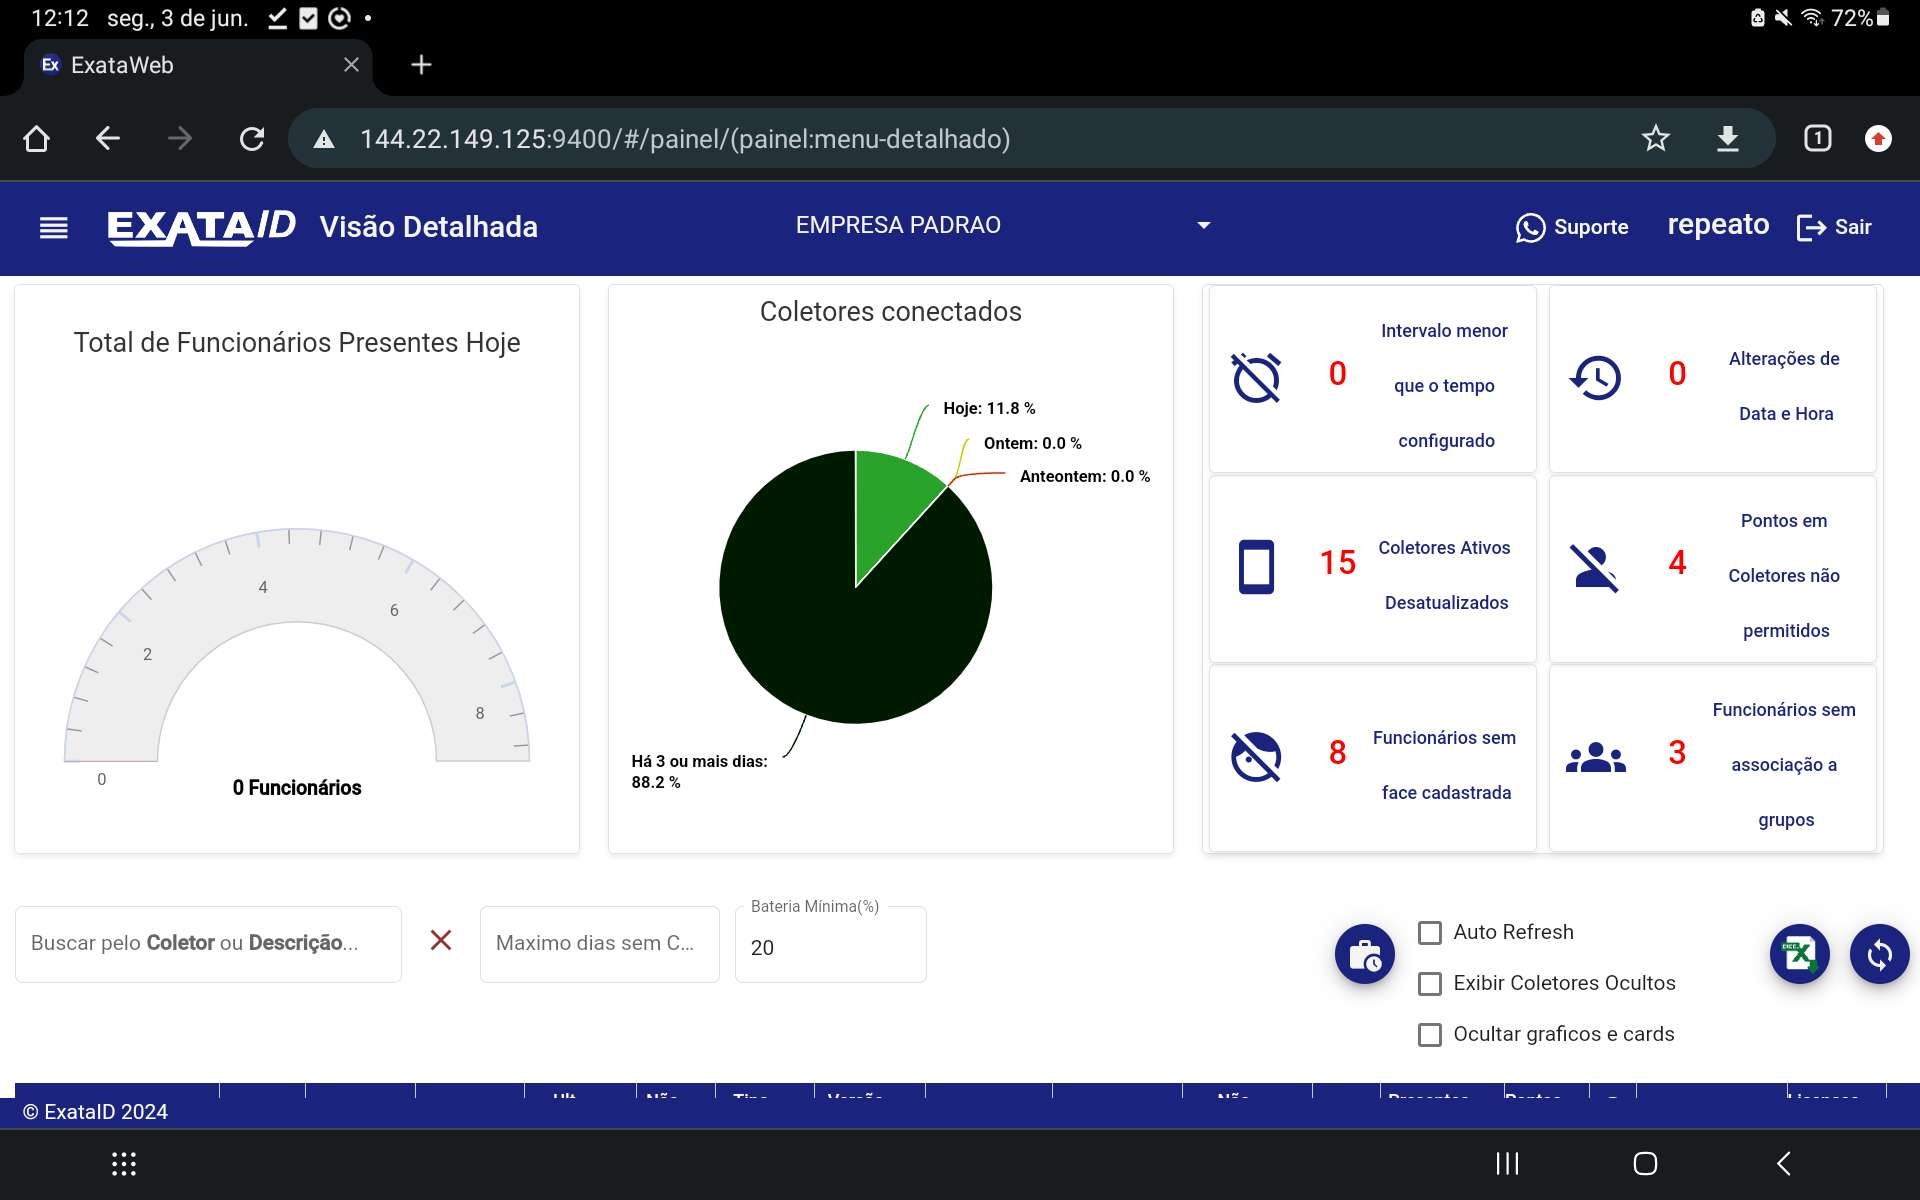 12:12 seg., 3 de jun.
72%
Ex ExataWeb
144.22.149.125:9400/#/painel/(painel:menu-detalhado)
1
EXATAID Visão Detalhada
EMPRESA PADRAO
Suporte
repeato
Sair
Total de Funcionários Presentes Hoje
0
2
4
6
8
0 Funcionários
Coletores conectados
Hoje: 11.8 %
Ontem: 0.0 %
Anteontem: 0.0 %
Há 3 ou mais dias:
88.2 %
0
Intervalo menor
que o tempo
configurado
0
Alterações de
Data e Hora
15
Coletores Ativos
Desatualizados
4
Pontos em
Coletores não
permitidos
8
Funcionários sem
face cadastrada
3
Funcionários sem
associação a
grupos
Buscar pelo Coletor ou Descrição...
Maximo dias sem C...
Bateria Mínima(%)
20
Auto Refresh
Exibir Coletores Ocultos
Ocultar graficos e cards
© ExataID 2024